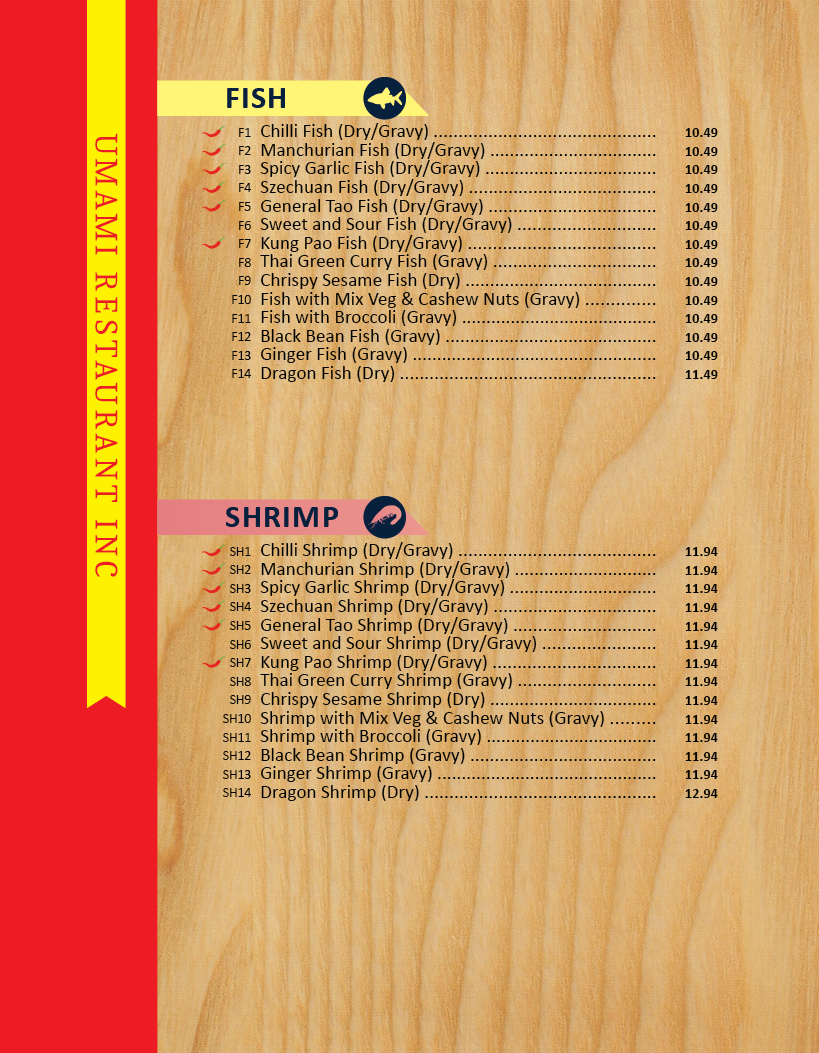 UMAMI RESTAURANT INC
FISH
F1 Chilli Fish (Dry/Gravy) ............................................. 10.49
F2 Manchurian Fish (Dry/Gravy) .................................. 10.49
F3 Spicy Garlic Fish (Dry/Gravy) ................................... 10.49
F4 Szechuan Fish (Dry/Gravy) ...................................... 10.49
F5 General Tao Fish (Dry/Gravy) .................................. 10.49
F6 Sweet and Sour Fish (Dry/Gravy) ............................ 10.49
F7 Kung Pao Fish (Dry/Gravy) ...................................... 10.49
F8 Thai Green Curry Fish (Gravy) ................................. 10.49
F9 Chrispy Sesame Fish (Dry) ...................................... 10.49
F10 Fish with Mix Veg & Cashew Nuts (Gravy) .............. 10.49
F11 Fish with Broccoli (Gravy) ....................................... 10.49
F12 Black Bean Fish (Gravy) ........................................... 10.49
F13 Ginger Fish (Gravy) ................................................. 10.49
F14 Dragon Fish (Dry) .................................................... 11.49
SHRIMP
SH1 Chilli Shrimp (Dry/Gravy) ........................................ 11.94
SH2 Manchurian Shrimp (Dry/Gravy) ............................. 11.94
SH3 Spicy Garlic Shrimp (Dry/Gravy) .............................. 11.94
SH4 Szechuan Shrimp (Dry/Gravy) ................................. 11.94
SH5 General Tao Shrimp (Dry/Gravy) ............................. 11.94
SH6 Sweet and Sour Shrimp (Dry/Gravy) ....................... 11.94
SH7 Kung Pao Shrimp (Dry/Gravy) ................................. 11.94
SH8 Thai Green Curry Shrimp (Gravy) ............................ 11.94
SH9 Chrispy Sesame Shrimp (Dry) ................................. 11.94
SH10 Shrimp with Mix Veg & Cashew Nuts (Gravy) ......... 11.94
SH11 Shrimp with Broccoli (Gravy) .................................. 11.94
SH12 Black Bean Shrimp (Gravy) ...................................... 11.94
SH13 Ginger Shrimp (Gravy) ............................................ 11.94
SH14 Dragon Shrimp (Dry) ............................................... 12.94